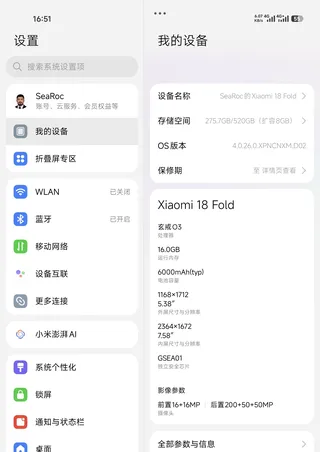 16:51
设置
搜索系统设置项
SeaRoc
账号、云服务、会员权益等
我的设备
折叠屏专区
WLAN
已关闭
蓝牙
已开启
移动网络
设备互联
更多连接
小米澎湃AI
系统个性化
锁屏
通知与状态栏
桌面
我的设备
设备名称
SeaRoc的Xiaomi 18 Fold
存储空间
275.7GB/520GB（扩容8GB）
OS版本
4.0.26.0.XPNCNXM.D02
保修期
至 详情页查看
Xiaomi 18 Fold
玄戒 O3
处理器
16.0GB
运行内存
6000mAh(typ)
电池容量
1168×1712
5.38"
外屏尺寸与分辨率
2364×1672
7.58"
内屏尺寸与分辨率
GSEA01
独立安全芯片
影像参数
前置16+16MP
后置200+50+50MP
摄像头
全部参数与信息